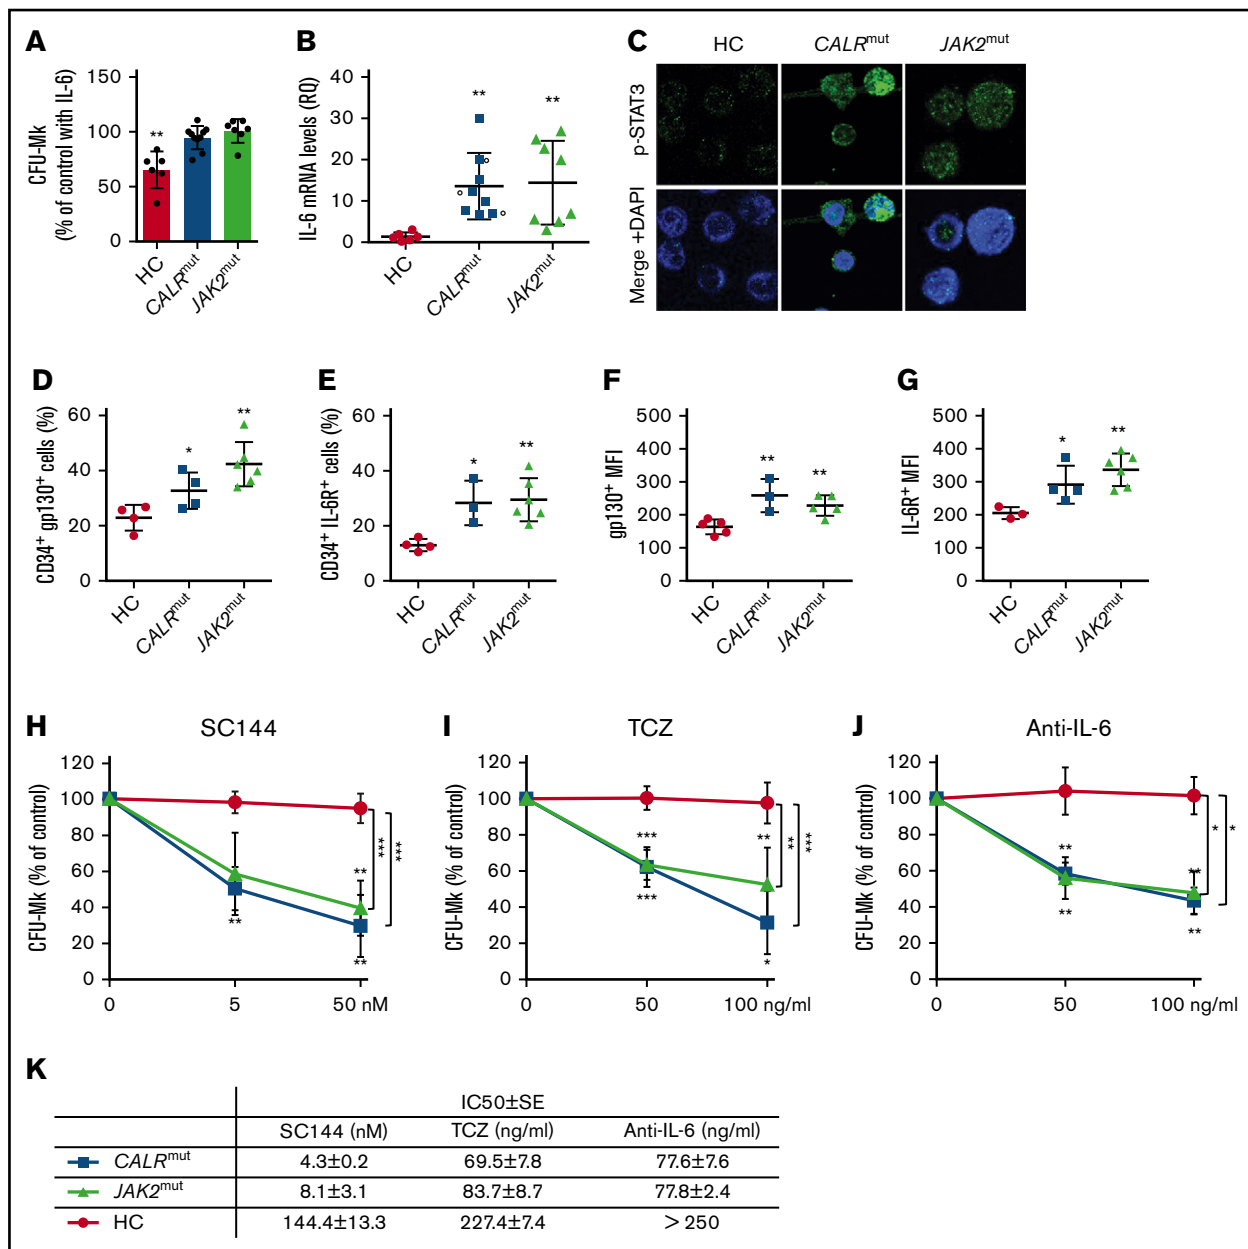 A
CFU-Mk
(% of control with IL-6)
150
100
50
0
**
HC
CALRmut
JAK2mut
B
IL-6 mRNA levels (RQ)
40
30
20
10
0
** **
HC
CALRmut
JAK2mut
C
HC CALRmut JAK2mut
p-STAT3
Merge +DAPI
D
CD34+ gp130+ cells (%)
60
40
20
0
* **
HC
CALRmut
JAK2mut
E
CD34+ IL-6R+ cells (%)
60
40
20
0
* **
HC
CALRmut
JAK2mut
F
gp130+ MFI
500
400
300
200
100
0
** **
HC
CALRmut
JAK2mut
G
IL-6R+ MFI
500
400
300
200
100
0
* **
HC
CALRmut
JAK2mut
H
SC144
CFU-Mk (% of control)
120
100
80
60
40
20
0
**
**
**
***
***
0 5 50 nM
I
TCZ
CFU-Mk (% of control)
120
100
80
60
40
20
0
***
***
**
*
**
***
0 50 100 ng/ml
J
Anti-IL-6
CFU-Mk (% of control)
120
100
80
60
40
20
0
**
**
**
**
*
*
0 50 100 ng/ml
K
IC50±SE
SC144 (nM) TCZ (ng/ml) Anti-IL-6 (ng/ml)
CALRmut 4.3±0.2 69.5±7.8 77.6±7.6
JAK2mut 8.1±3.1 83.7±8.7 77.8±2.4
HC 144.4±13.3 227.4±7.4 > 250